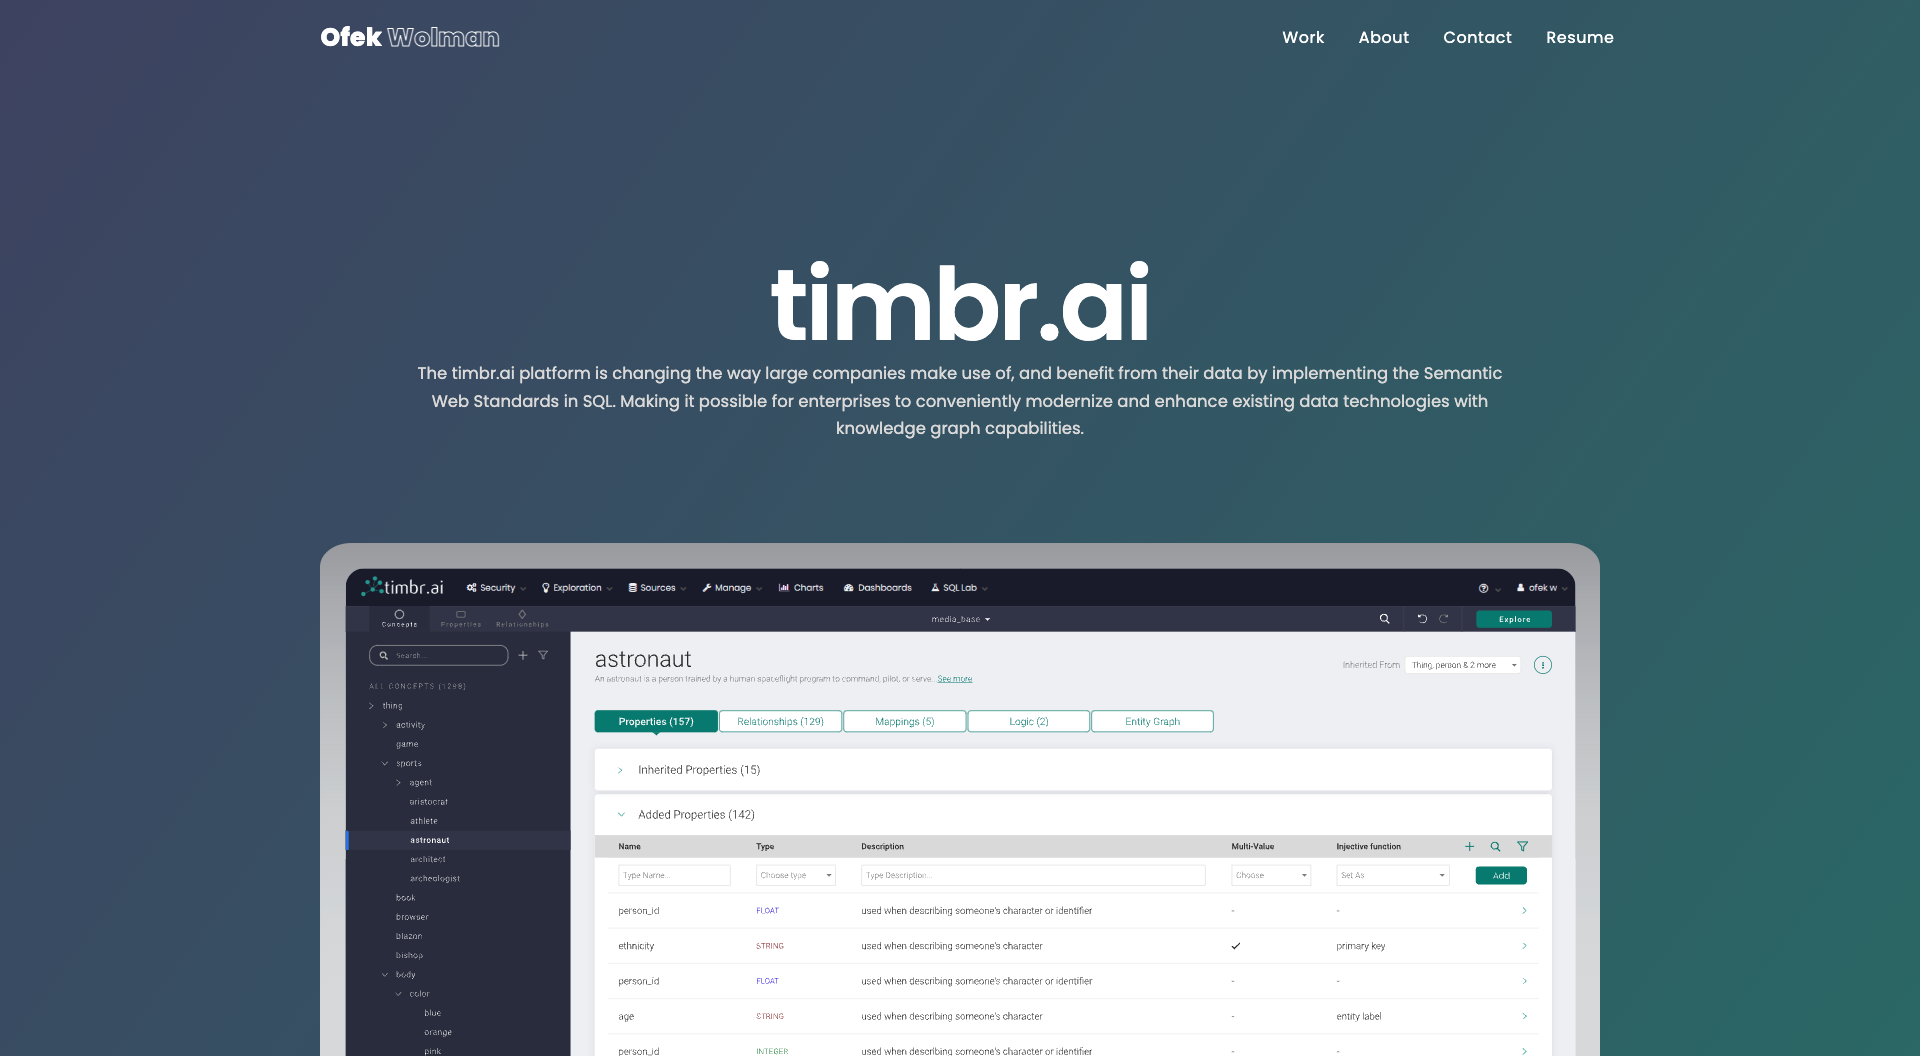 Ofek Wolman
Work About Contact Resume
timbr.ai
The timbr.ai platform is changing the way large companies make use of, and benefit from their data by implementing the Semantic
Web Standards in SQL. Making it possible for enterprises to conveniently modernize and enhance existing data technologies with
knowledge graph capabilities.
timbr.ai Security Exploration Sources Manage Charts Dashboards SQL Lab ofek w
Concepts Properties Relationships media_base Explore
Search...
ALL CONCEPTS (1299)
thing
activity
game
sports
agent
aristocrat
athlete
astronaut
architect
archeologist
book
browser
blazon
bishop
body
color
blue
orange
pink
astronaut
An astronaut is a person trained by a human spaceflight program to command, pilot, or serve... See more
Inherited From Thing, person & 2 more
Properties (157) Relationships (129) Mappings (5) Logic (2) Entity Graph
Inherited Properties (15)
Added Properties (142)
Name Type Description Multi-Value Injective function
Type Name... Choose type Type Description... Choose Set As Add
person_id FLOAT used when describing someone's character or identifier - -
ethnicity STRING used when describing someone's character primary key
person_id FLOAT used when describing someone's character or identifier - -
age STRING used when describing someone's character - entity label
person_id INTEGER used when describing someone's character or identifier - -